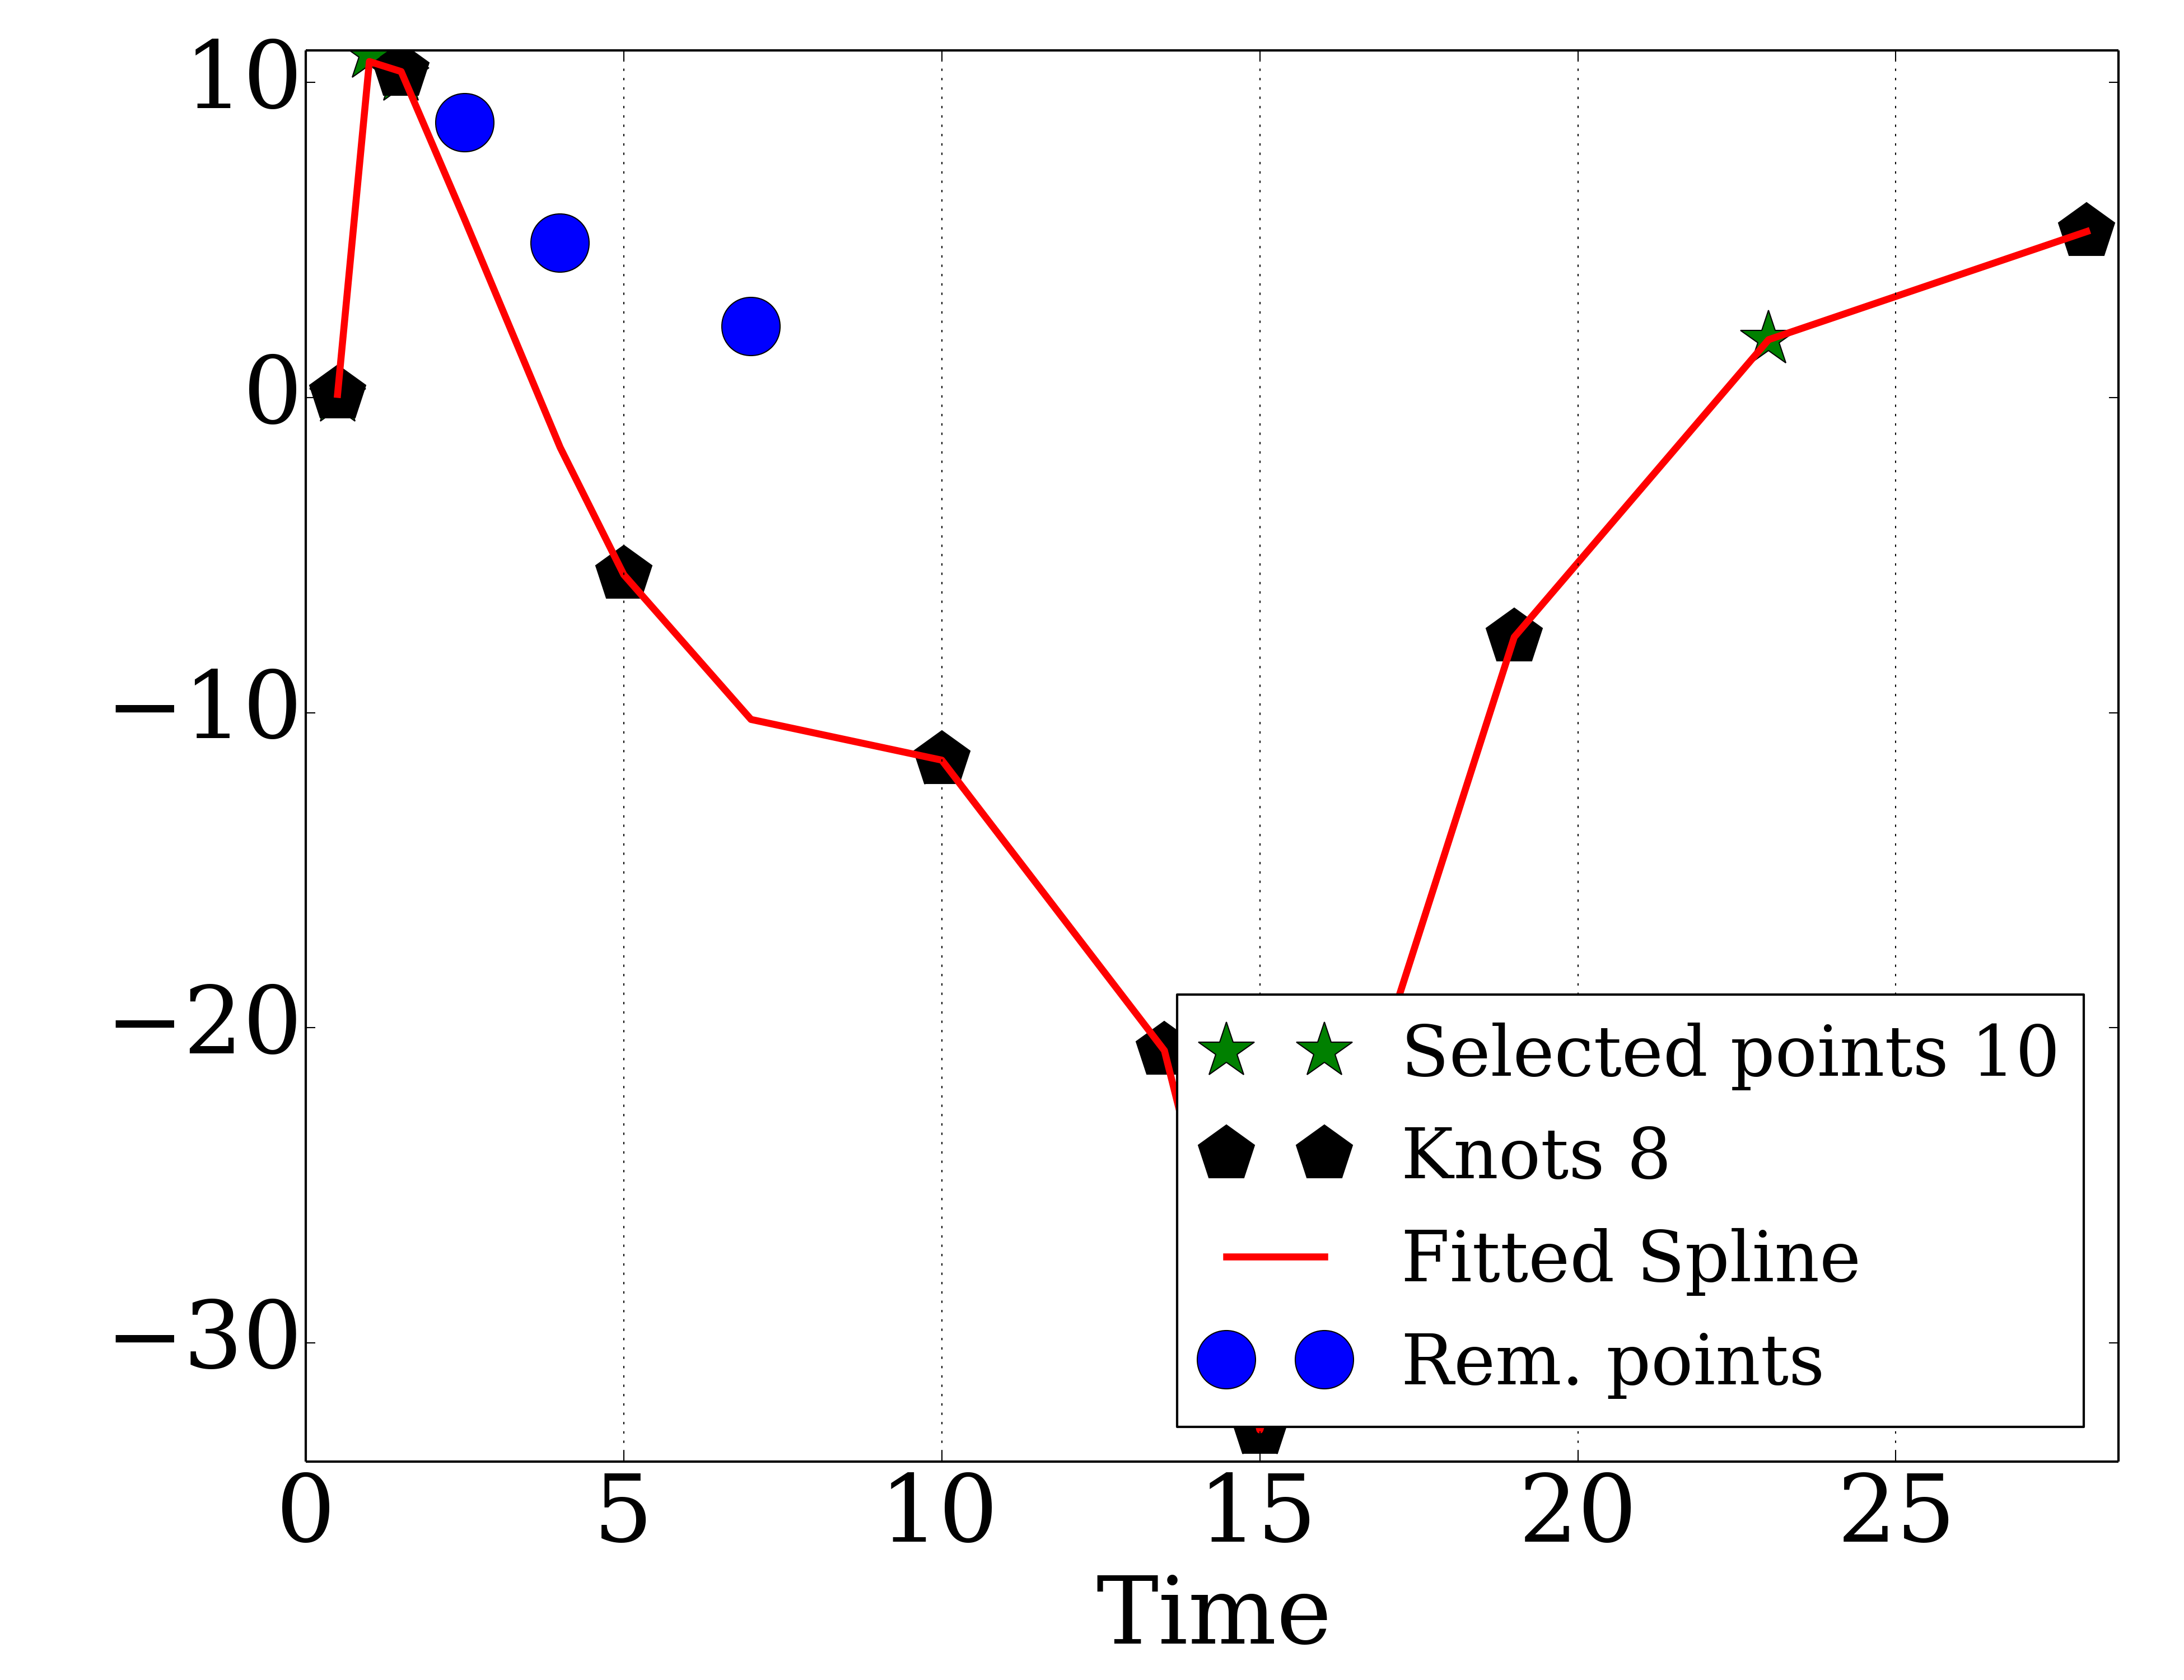 10
0
−10
−20
−30
Selected points 10
Knots 8
Fitted Spline
Rem. points
0 5 10 15 20 25
Time